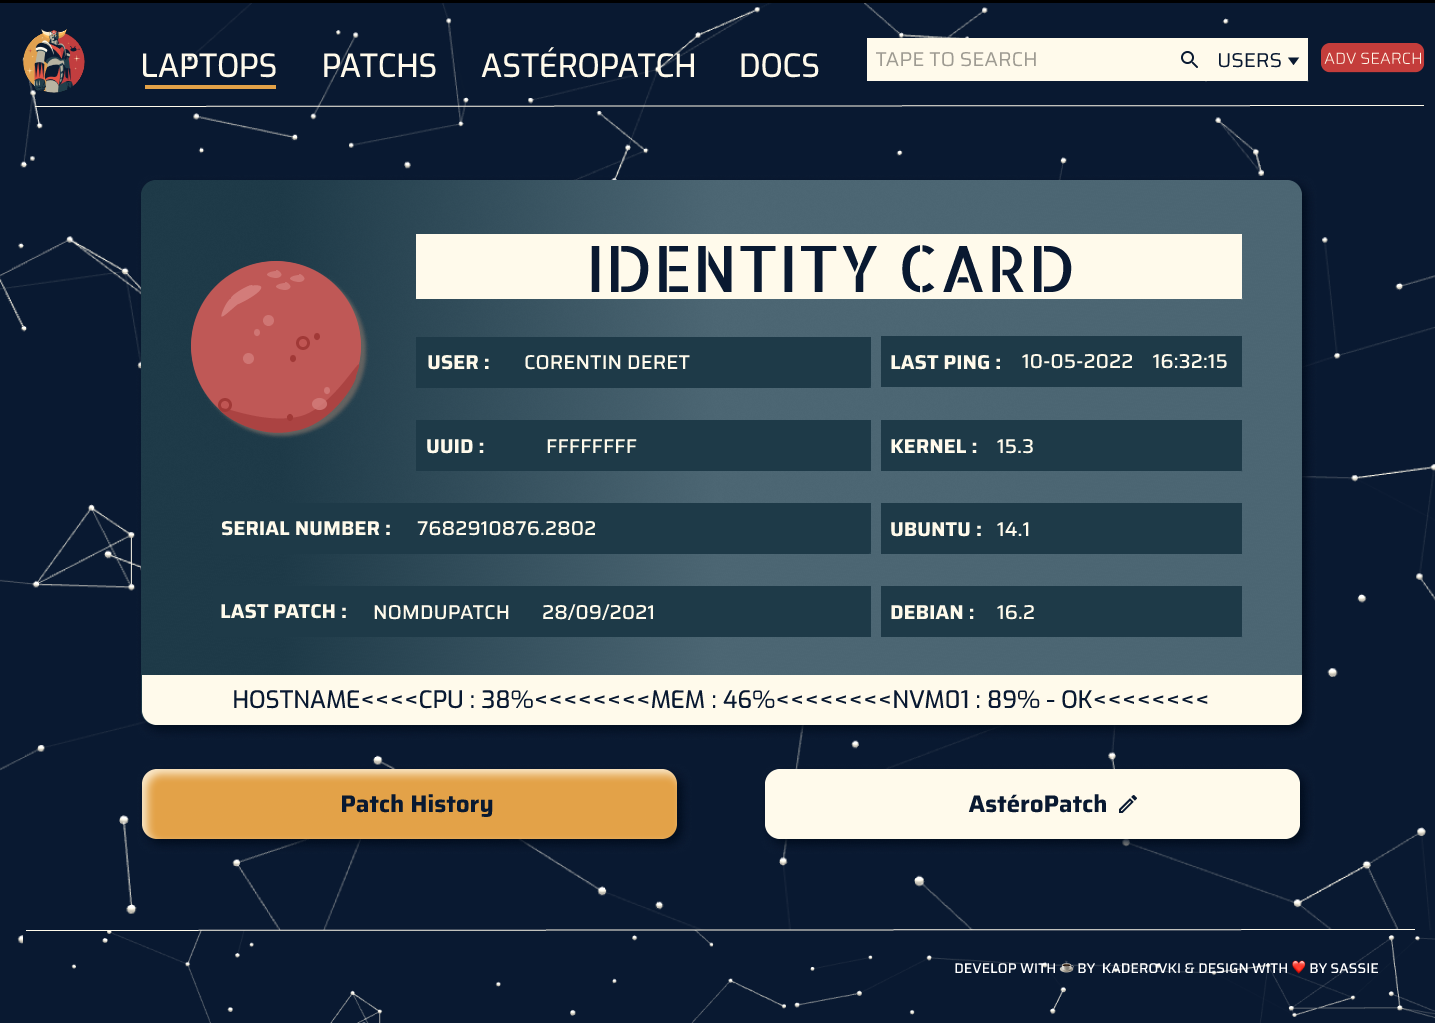 LAPTOPS PATCHS ASTÉROPATCH DOCS TAPE TO SEARCH USERS ADV SEARCH
IDENTITY CARD
USER : CORENTIN DERET LAST PING : 10-05-2022 16:32:15
UUID : FFFFFFFF KERNEL : 15.3
SERIAL NUMBER : 7682910876.2802 UBUNTU : 14.1
LAST PATCH : NOMDUPATCH 28/09/2021 DEBIAN : 16.2
HOSTNAME<<<<CPU : 38%<<<<<<<<MEM : 46%<<<<<<<<NVM01 : 89% - OK<<<<<<<<
Patch History AstéroPatch
DEVELOP WITH ☕ BY KADEROVKI & DESIGN WITH ❤️ BY SASSIE